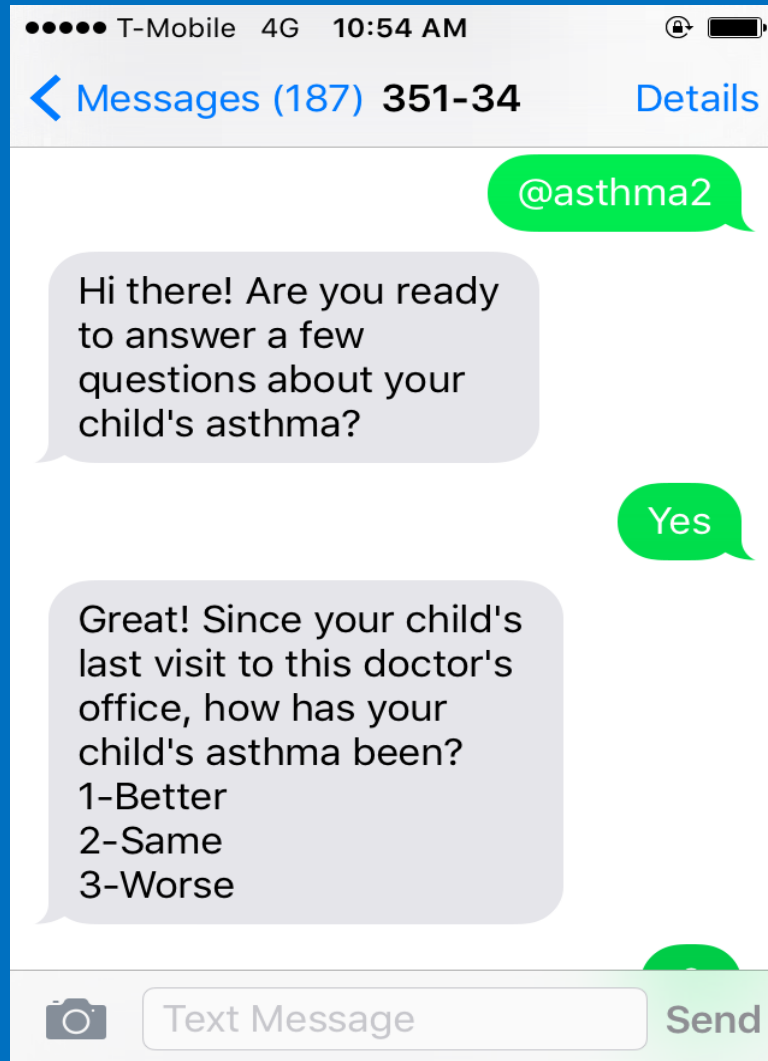 T-Mobile 4G 10:54 AM
Messages (187) 351-34 Details
@asthma2
Hi there! Are you ready
to answer a few
questions about your
child's asthma?
Yes
Great! Since your child's
last visit to this doctor's
office, how has your
child's asthma been?
1-Better
2-Same
3-Worse
Text Message Send